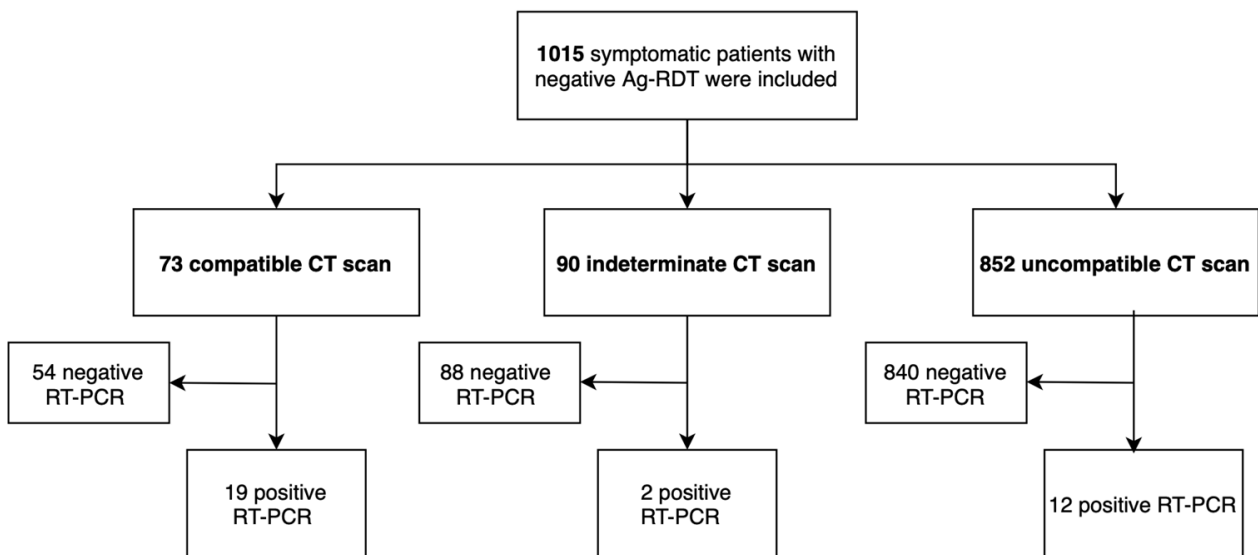 1015 symptomatic patients with
negative Ag-RDT were included
73 compatible CT scan
90 indeterminate CT scan
852 uncompatible CT scan
54 negative
RT-PCR
88 negative
RT-PCR
840 negative
RT-PCR
19 positive
RT-PCR
2 positive
RT-PCR
12 positive RT-PCR